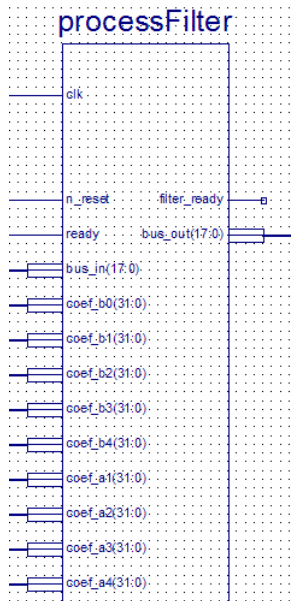 processFilter
clk
n_reset filter_ready
ready bus_out(17:0)
bus_in(17:0)
coef_b0(31:0)
coef_b1(31:0)
coef_b2(31:0)
coef_b3(31:0)
coef_b4(31:0)
coef_a1(31:0)
coef_a2(31:0)
coef_a3(31:0)
coef_a4(31:0)